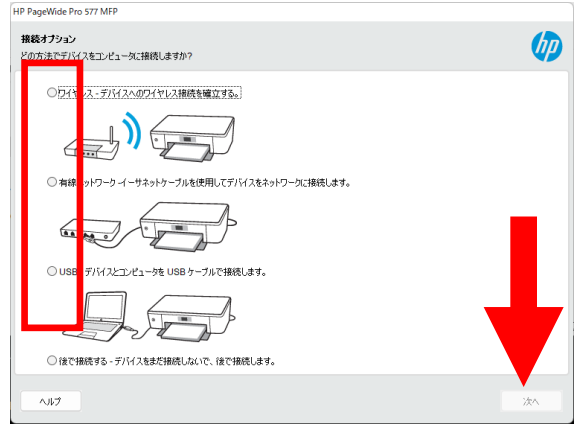 HP PageWide Pro 577 MFP
接続オプション
どの方法でデバイスをコンピュータに接続しますか?
hp
ワイヤレス - デバイスへのワイヤレス接続を確立する。
有線ネットワーク - イーサネットケーブルを使用してデバイスをネットワークに接続します。
USB - デバイスとコンピュータを USB ケーブルで接続します。
後で接続する - デバイスをまだ接続しないで、後で接続します。
ヘルプ
次へ